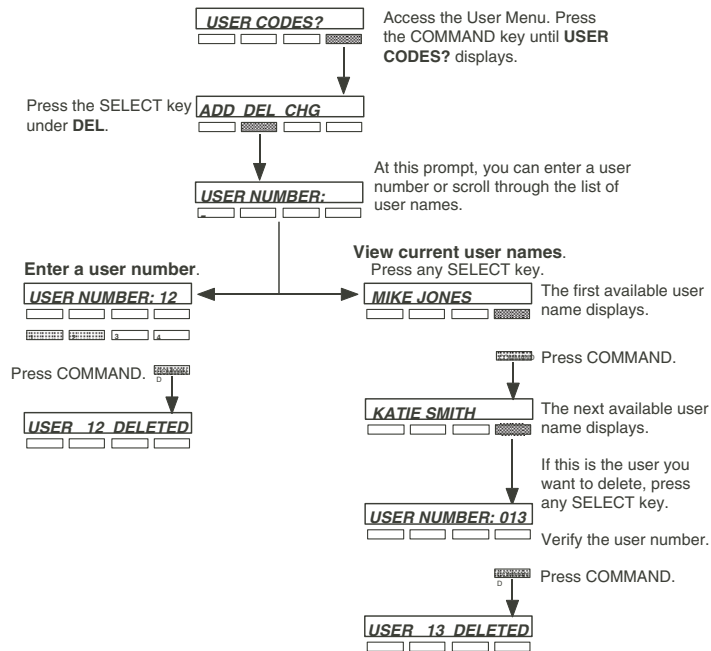 USER CODES?
Access the User Menu. Press
the COMMAND key until USER
CODES? displays.
Press the SELECT key
under DEL.
ADD DEL CHG
At this prompt, you can enter a user
number or scroll through the list of
user names.
USER NUMBER:
Enter a user number.
USER NUMBER: 12
3
4
Press COMMAND.
D
USER 12 DELETED
View current user names.
Press any SELECT key.
MIKE JONES
The first available user
name displays.
Press COMMAND.
KATIE SMITH
The next available user
name displays.
If this is the user you
want to delete, press
any SELECT key.
USER NUMBER: 013
Verify the user number.
Press COMMAND.
D
USER 13 DELETED